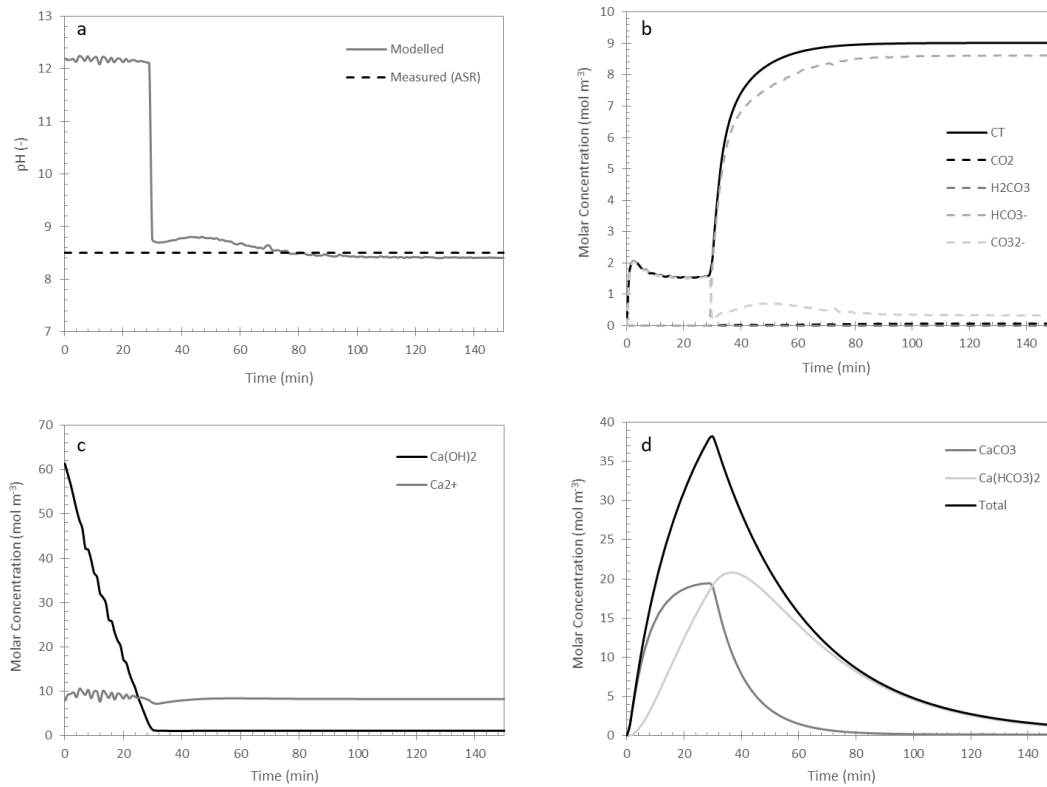 a
13
12
11
10
9
8
7
pH (-)
0 20 40 60 80 100 120 140
Time (min)
Modelled
Measured (ASR)
b
10
9
8
7
6
5
4
3
2
1
0
Molar Concentration (mol m⁻³)
0 20 40 60 80 100 120 140
Time (min)
CT
CO2
H2CO3
HCO3-
CO32-
c
70
60
50
40
30
20
10
0
Molar Concentration (mol m⁻³)
0 20 40 60 80 100 120 140
Time (min)
Ca(OH)2
Ca2+
d
40
35
30
25
20
15
10
5
0
Molar Concentration (mol m⁻³)
0 20 40 60 80 100 120 140
Time (min)
CaCO3
Ca(HCO3)2
Total